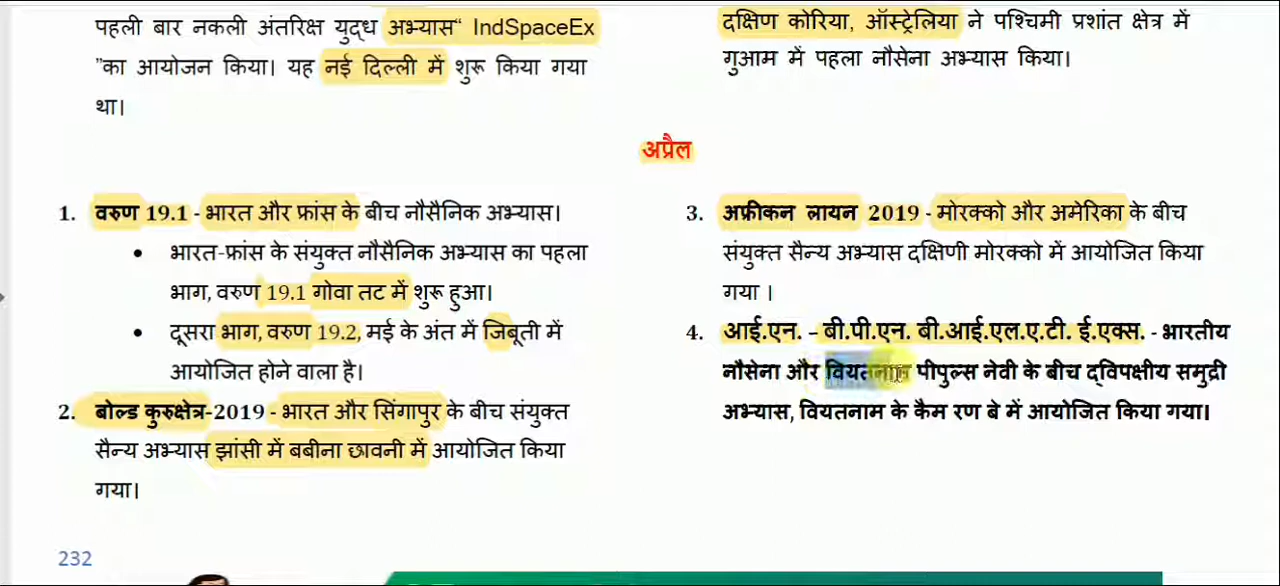 पहली बार नकली अंतरिक्ष युद्ध अभ्यास“ IndSpaceEx
”का आयोजन किया। यह नई दिल्ली में शुरू किया गया
था।
दक्षिण कोरिया, ऑस्ट्रेलिया ने पश्चिमी प्रशांत क्षेत्र में
गुआम में पहला नौसेना अभ्यास किया।
अप्रैल
1. वरुण 19.1 - भारत और फ्रांस के बीच नौसैनिक अभ्यास।
• भारत-फ्रांस के संयुक्त नौसैनिक अभ्यास का पहला
भाग, वरुण 19.1 गोवा तट में शुरू हुआ।
• दूसरा भाग, वरुण 19.2, मई के अंत में जिबूती में
आयोजित होने वाला है।
2. बोल्ड कुरुक्षेत्र-2019 - भारत और सिंगापुर के बीच संयुक्त
सैन्य अभ्यास झांसी में बबीना छावनी में आयोजित किया
गया।
3. अफ्रीकन लायन 2019 - मोरक्को और अमेरिका के बीच
संयुक्त सैन्य अभ्यास दक्षिणी मोरक्को में आयोजित किया
गया ।
4. आई.एन. – बी.पी.एन. बी.आई.एल.ए.टी. ई.एक्स. - भारतीय
नौसेना और वियतनाम पीपुल्स नेवी के बीच द्विपक्षीय समुद्री
अभ्यास, वियतनाम के कैम रण बे में आयोजित किया गया।
232